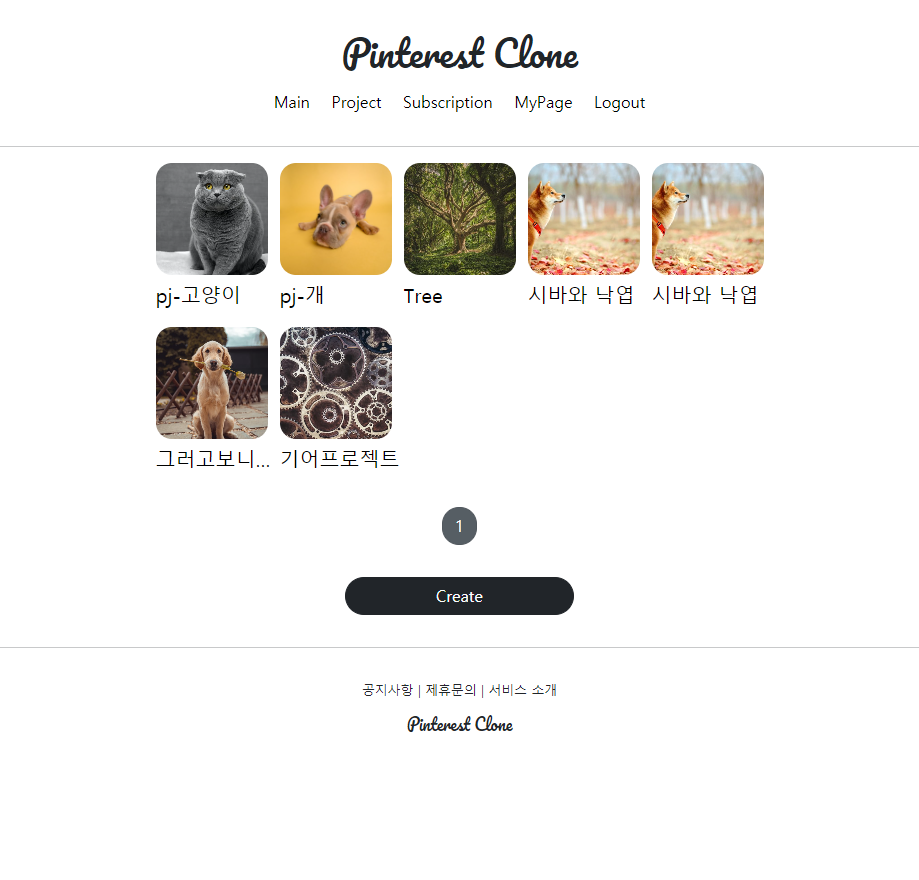 Pinterest Clone
Main Project Subscription MyPage Logout
pj-고양이 pj-개 Tree 시바와 낙엽 시바와 낙엽
그러고보니... 기어프로젝트
1
Create
공지사항 | 제휴문의 | 서비스 소개
Pinterest Clone